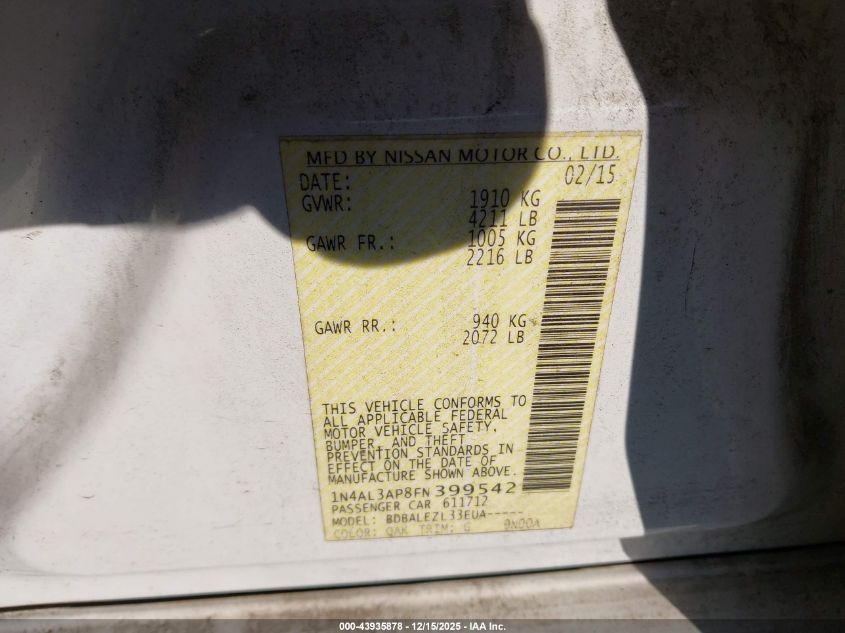 MFD BY NISSAN MOTOR CO., LTD.
DATE: 02/15
GVWR: 1910 KG
4211 LB
GAWR FR.: 1005 KG
2216 LB
GAWR RR.: 940 KG
2072 LB
THIS VEHICLE CONFORMS TO
ALL APPLICABLE FEDERAL
MOTOR VEHICLE SAFETY,
BUMPER, AND THEFT
PREVENTION STANDARDS IN
EFFECT ON THE DATE OF
MANUFACTURE SHOWN ABOVE.
1N4AL3AP8FN399542
PASSENGER CAR 611712
MODEL: BDBALEZL33EUA-----
COLOR: QAK TRIM: G
000-43935878 - 12/15/2025 - IAA Inc.